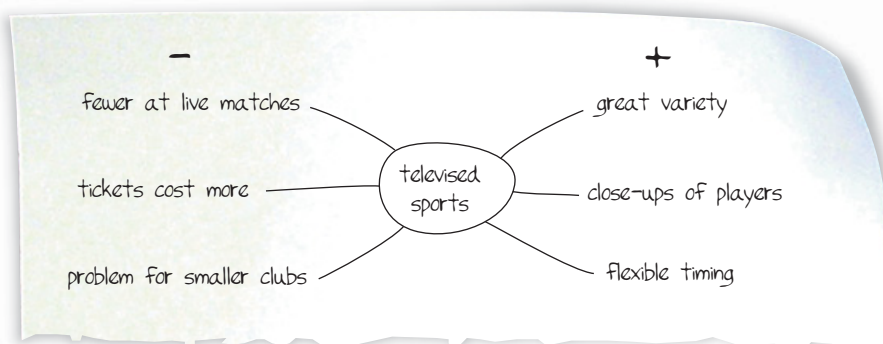 − +
fewer at live matches great variety
televised
sports
tickets cost more close-ups of players
problem for smaller clubs flexible timing